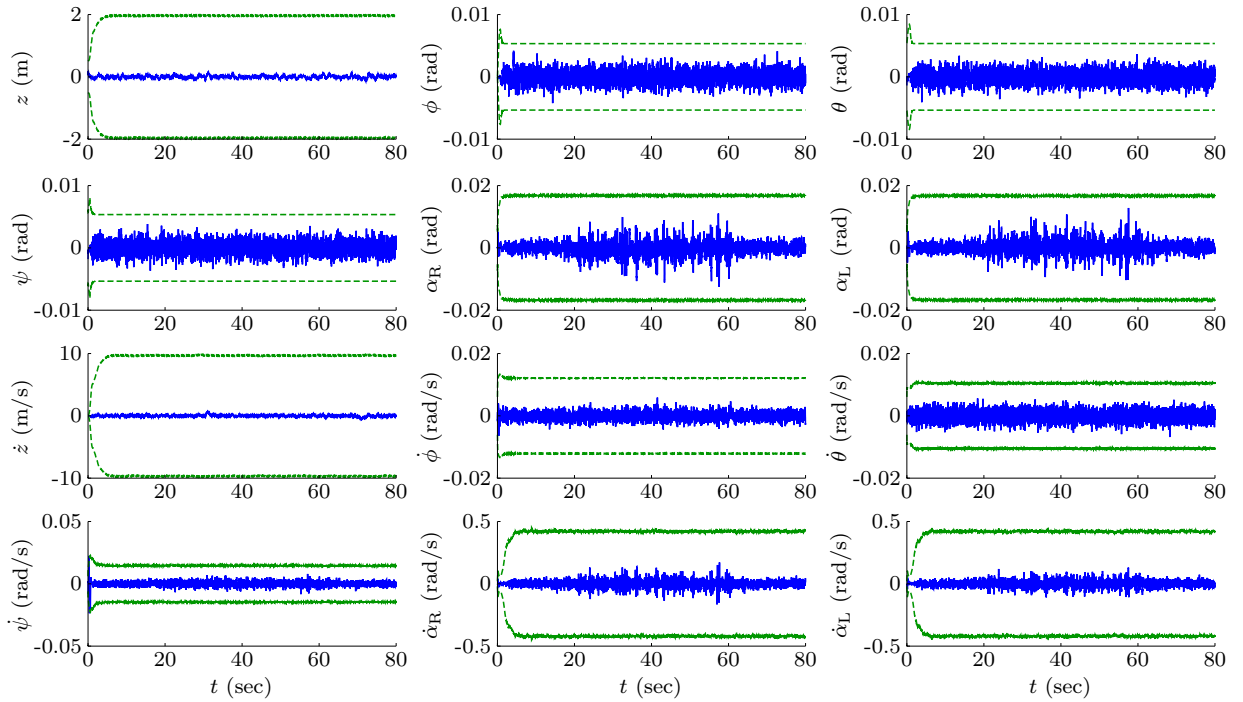 2
0
-2
z (m)
0 20 40 60 80
0.01
0
-0.01
ϕ (rad)
0 20 40 60 80
0.01
0
-0.01
θ (rad)
0 20 40 60 80
0.01
0
-0.01
ψ (rad)
0 20 40 60 80
0.02
0
-0.02
α_R (rad)
0 20 40 60 80
0.02
0
-0.02
α_L (rad)
0 20 40 60 80
10
0
-10
ż (m/s)
0 20 40 60 80
0.02
0
-0.02
ϕ̇ (rad/s)
0 20 40 60 80
0.02
0
-0.02
θ̇ (rad/s)
0 20 40 60 80
0.05
0
-0.05
ψ̇ (rad/s)
0 20 40 60 80
t (sec)
0.5
0
-0.5
α̇_R (rad/s)
0 20 40 60 80
t (sec)
0.5
0
-0.5
α̇_L (rad/s)
0 20 40 60 80
t (sec)